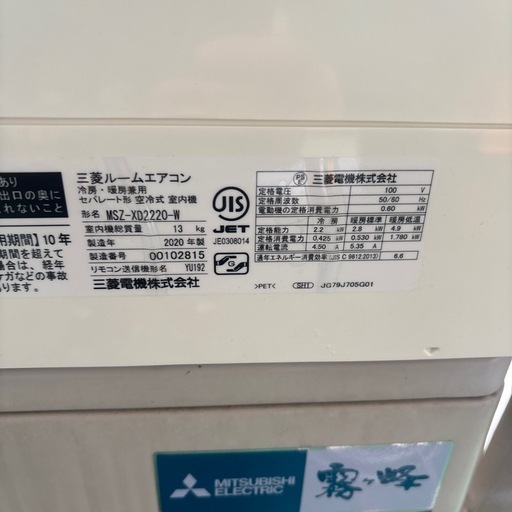 あり
出口の奥に
れないこと
用期間】10年
期間を超えて
場合は、経年
ケガなどの事故
あります
三菱ルームエアコン
冷房・暖房兼用
セパレート形 空冷式 室内機
形名 MSZ-XD2220-W
室内機総質量 13 kg
製造年 2020 年製
製造番号 00102815
リモコン送信機形名 YU192
三菱電機株式会社
JIS
JET
JE0308014
PS E 三菱電機株式会社
定格電圧 100 V
定格周波数 50/60 Hz
電動機の定格消費電力 0.60 kW
冷房 暖房標準 暖房低温
定格能力 2.2 kW 2.8 kW 4.9 kW
定格消費電力 0.425 kW 0.530 kW 1.780 kW
運転電流 4.50 A 5.35 A
通年エネルギー消費効率(JIS C 9612:2013) 6.6
>PET< SH1 JG79J705G01
MITSUBISHI
ELECTRIC
霧ヶ峰